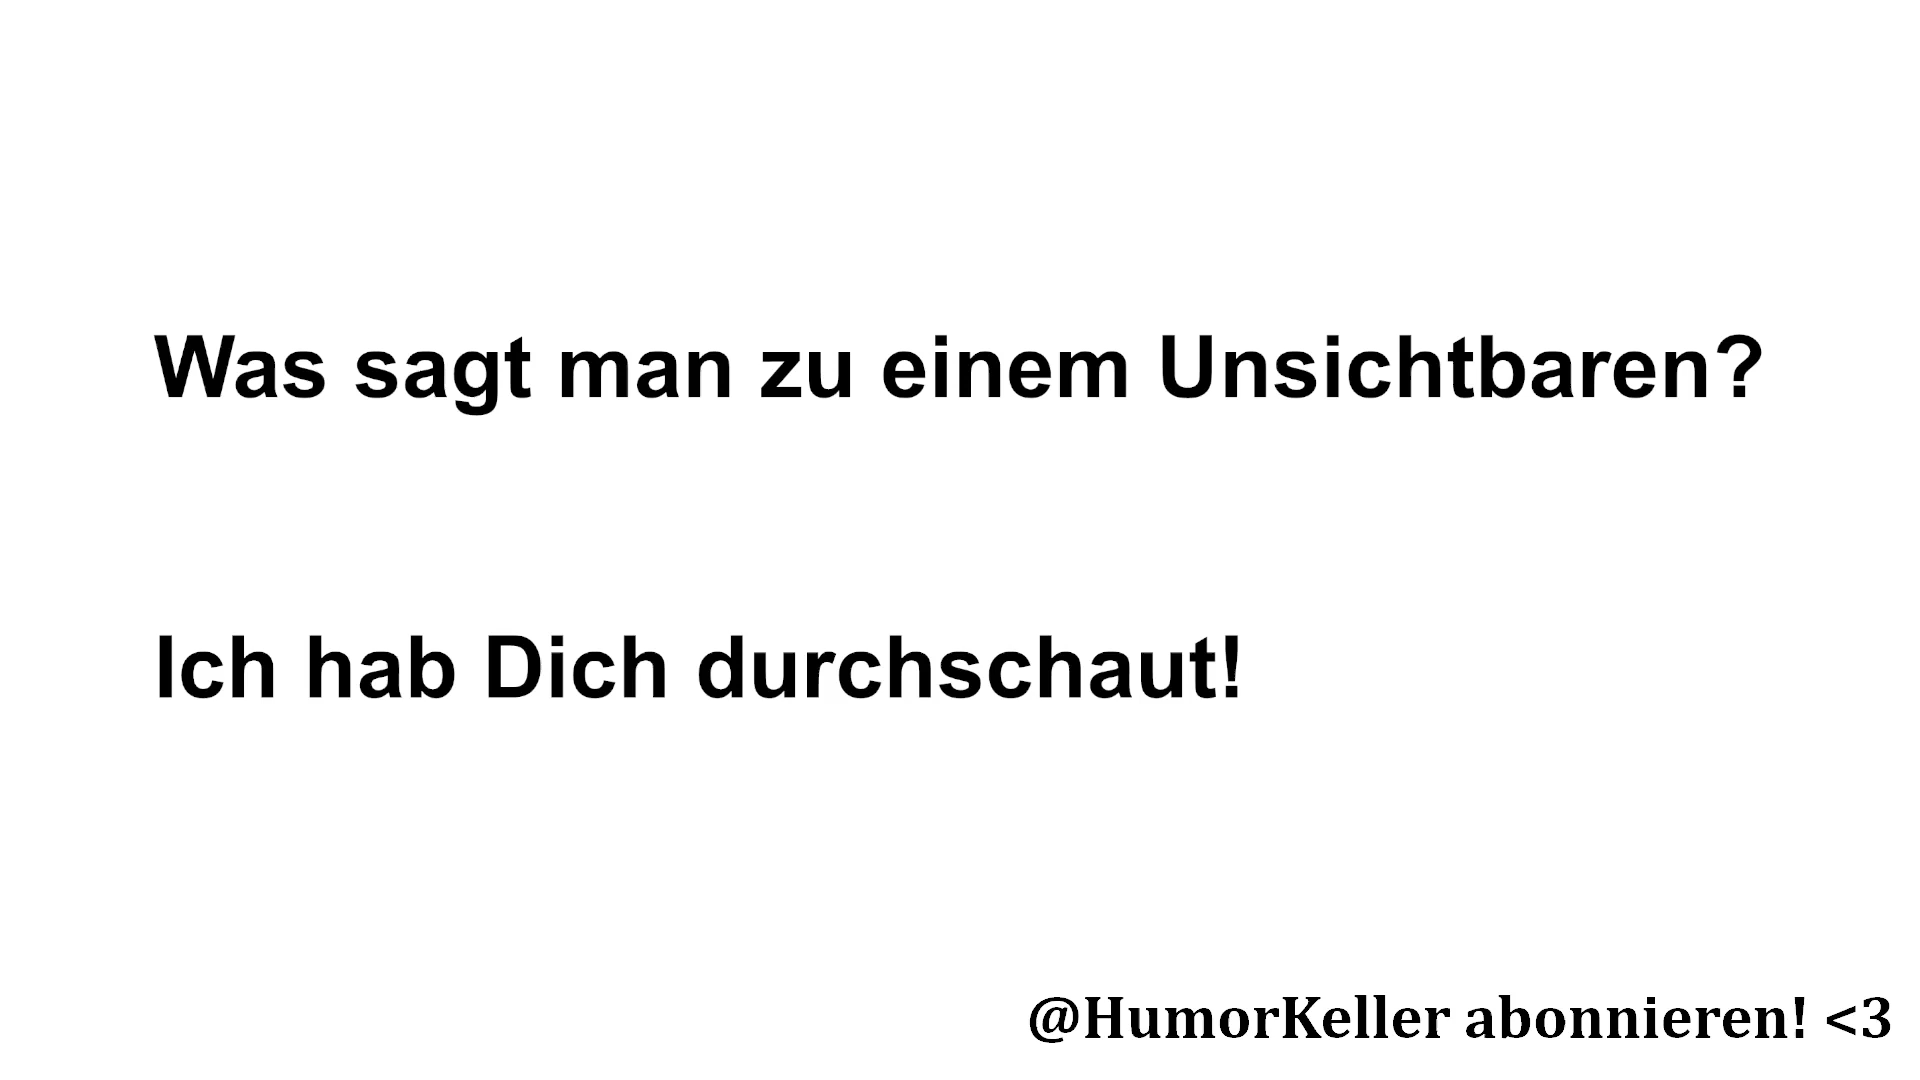 Was sagt man zu einem Unsichtbaren?
Ich hab Dich durchschaut!
@HumorKeller abonnieren! <3